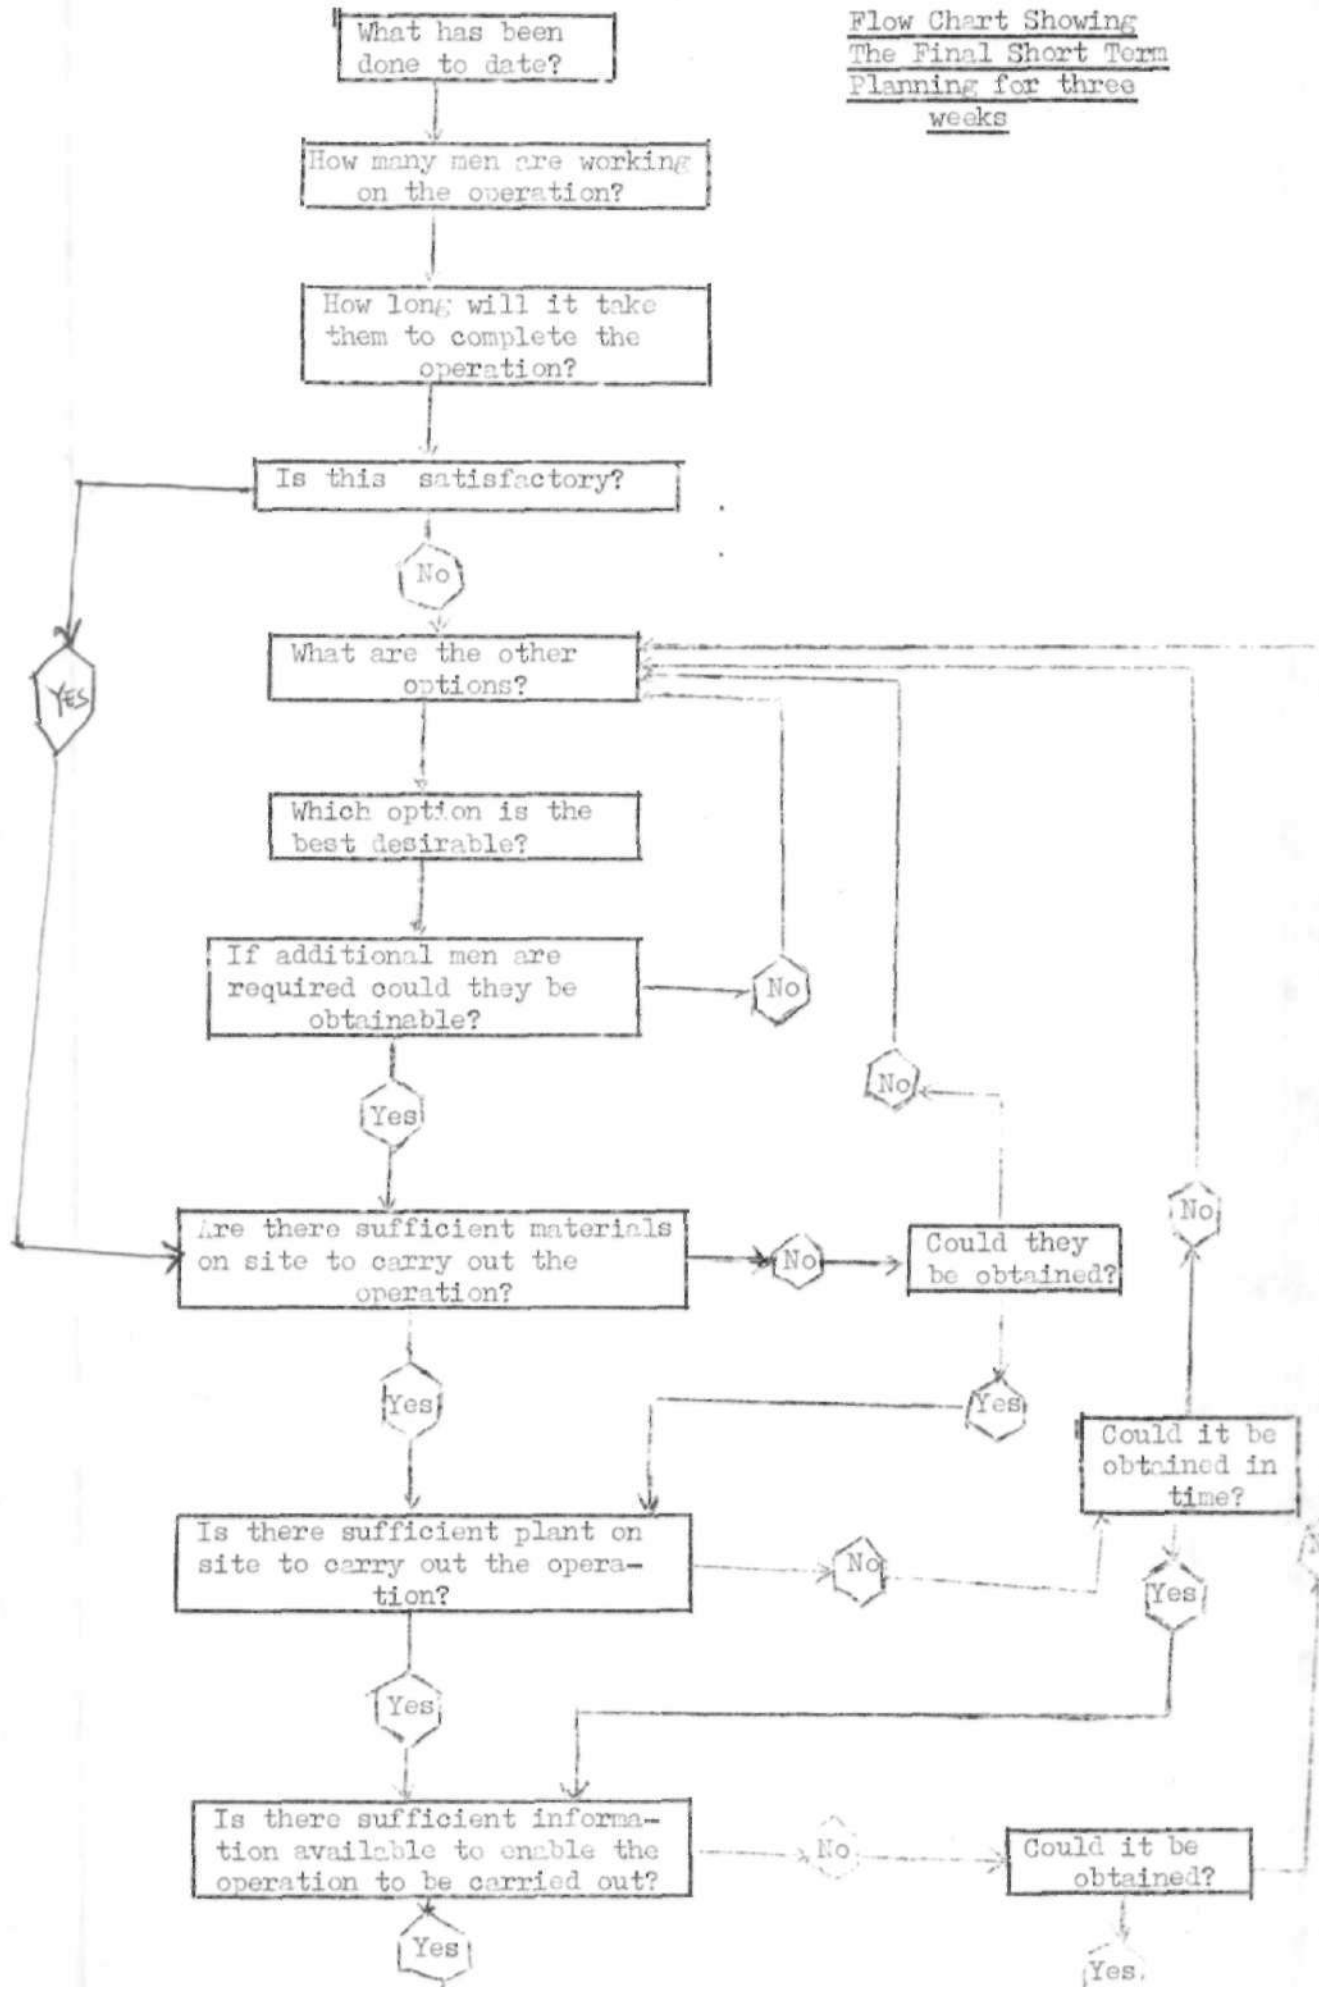 Flow Chart Showing
The Final Short Term
Planning for three
weeks
What has been
done to date?
How many men are working
on the operation?
How long will it take
them to complete the
operation?
Is this satisfactory?
No
YES
What are the other
options?
Which option is the
best desirable?
If additional men are
required could they be
obtainable?
No
Yes
No
Are there sufficient materials
on site to carry out the
operation?
No
Could they
be obtained?
No
Yes
Yes
Could it be
obtained in
time?
Is there sufficient plant on
site to carry out the opera-
tion?
No
Yes
Yes
Is there sufficient informa-
tion available to enable the
operation to be carried out?
No
Could it be
obtained?
Yes
Yes.